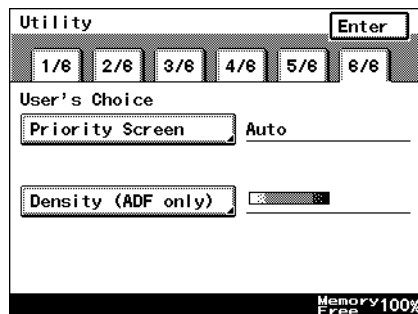 Utility
Enter
1/6 2/6 3/6 4/6 5/6 6/6
User's Choice
Priority Screen Auto
Density (ADF only)
Memory
Free 100%